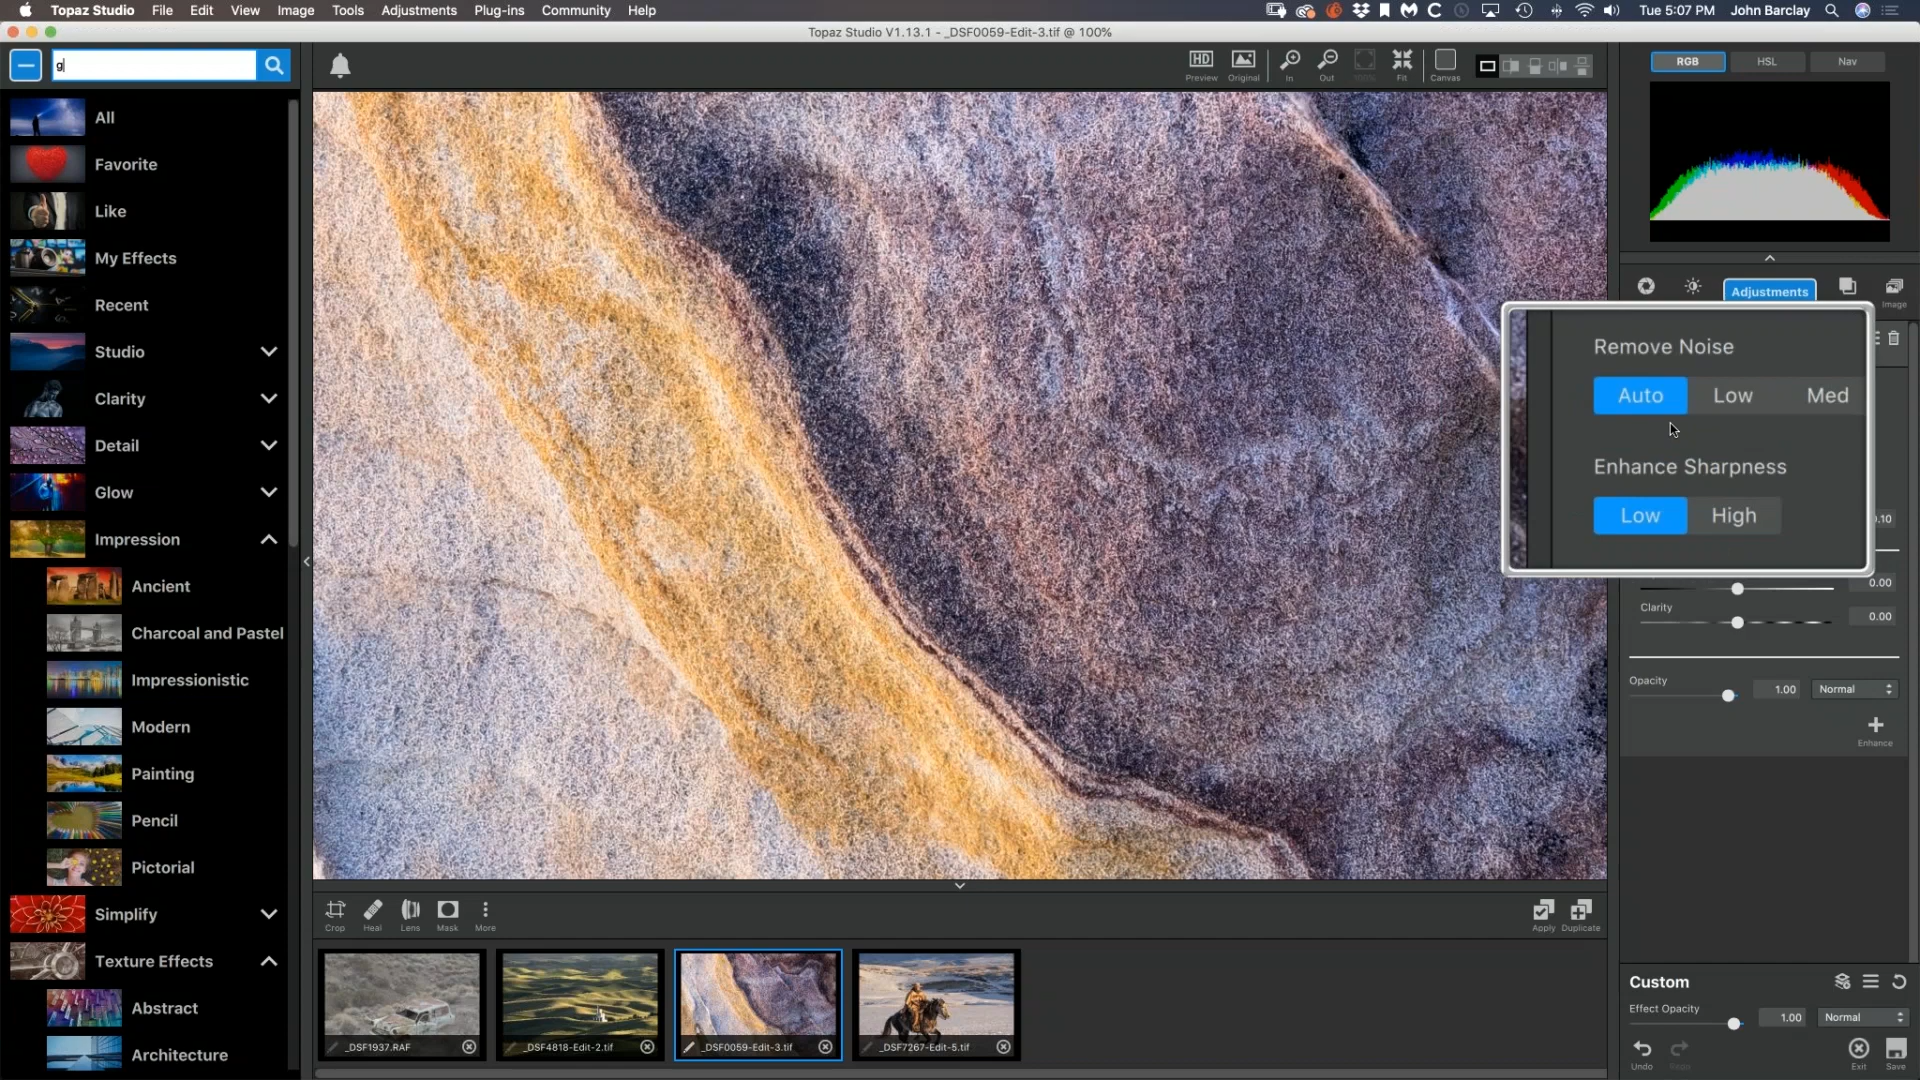 Topaz Studio File Edit View Image Tools Adjustments Plug-ins Community Help
Tue 5:07 PM John Barclay
Topaz Studio V1.13.1 - _DSF0059-Edit-3.tif @ 100%
g
HD
Preview Original In Out 100% Fit Canvas
RGB HSL Nav
All
Favorite
Like
My Effects
Recent
Studio
Clarity
Detail
Glow
Impression
Ancient
Charcoal and Pastel
Impressionistic
Modern
Painting
Pencil
Pictorial
Simplify
Texture Effects
Abstract
Architecture
Adjustments
Image
Remove Noise
Auto Low Med
Enhance Sharpness
Low High
.10
0.00
Clarity
0.00
Opacity
1.00 Normal
Enhance
Crop Heal Lens Mask More
Apply Duplicate
_DSF1937.RAF
_DSF4818-Edit-2.tif
_DSF0059-Edit-3.tif
_DSF7267-Edit-5.tif
Custom
Effect Opacity
1.00 Normal
Undo Redo Exit Save